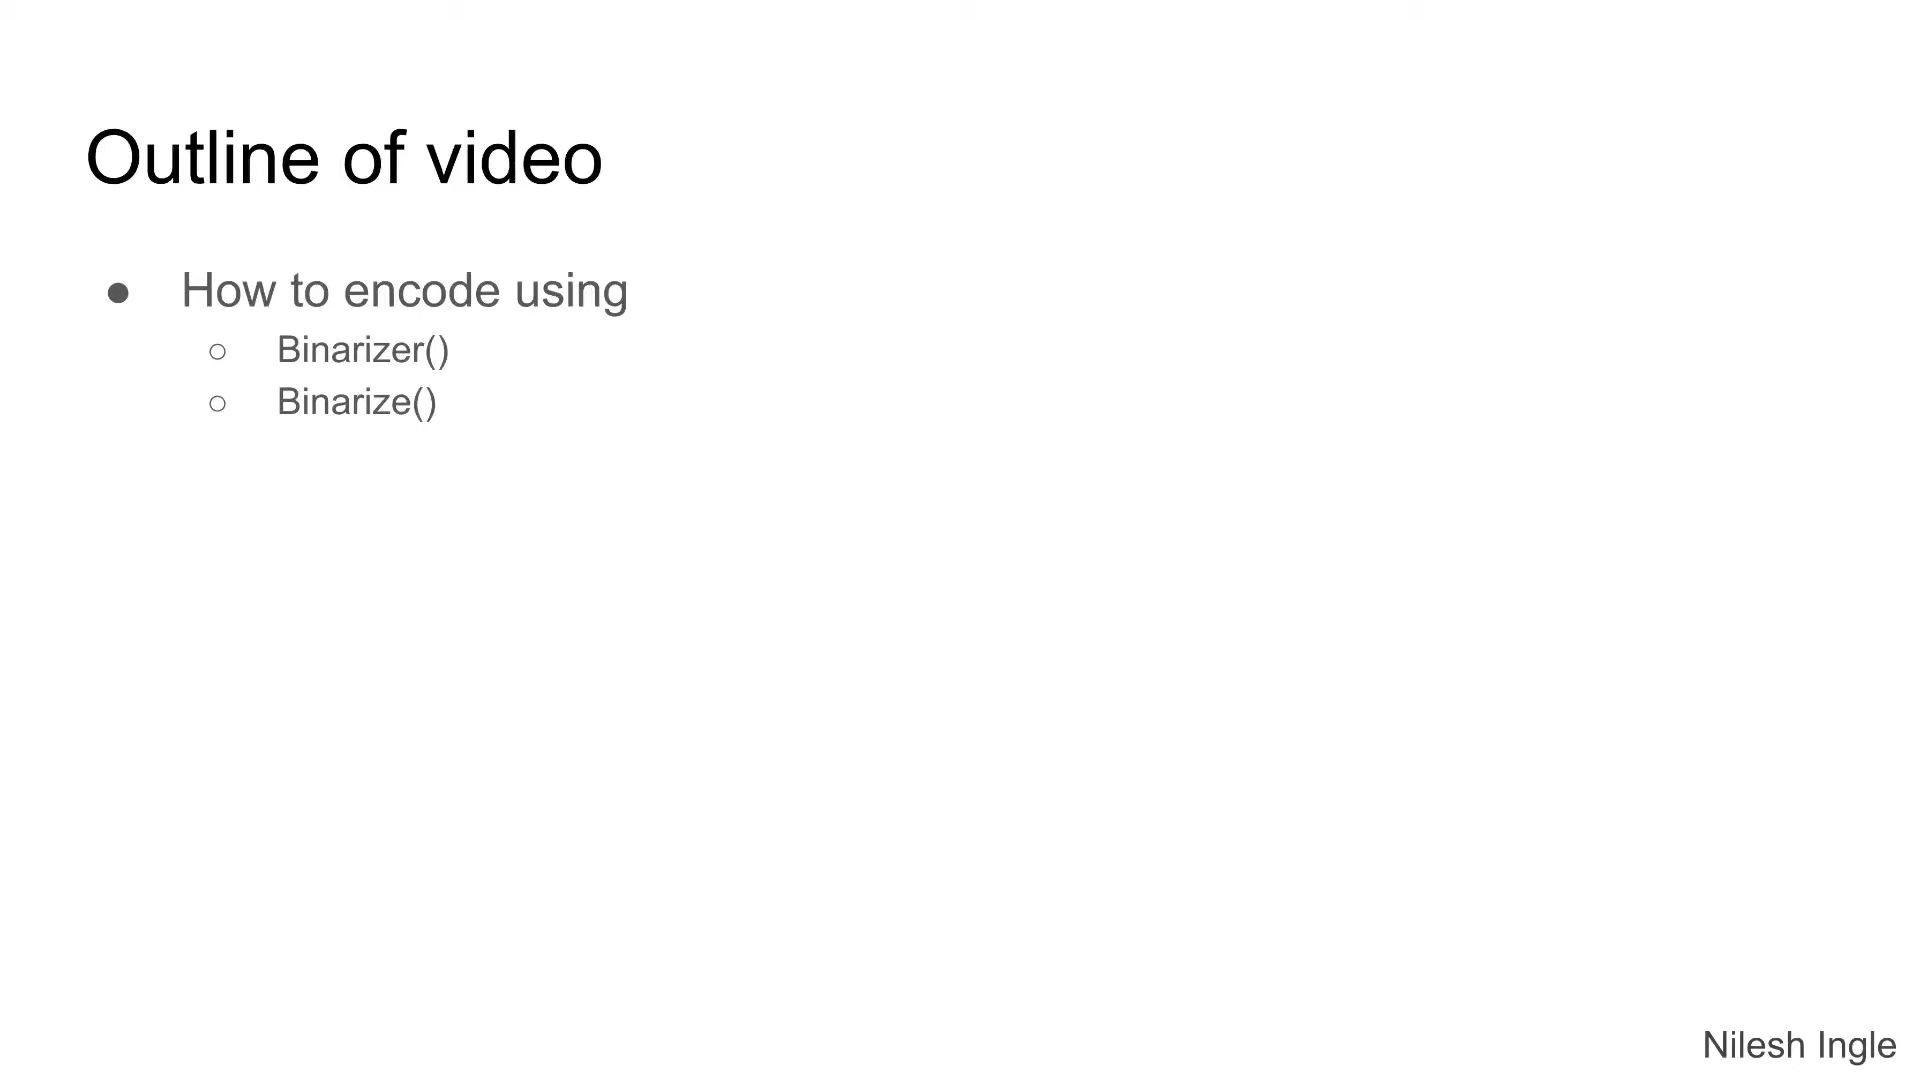 Outline of video
● How to encode using
○ Binarizer()
○ Binarize()
Nilesh Ingle